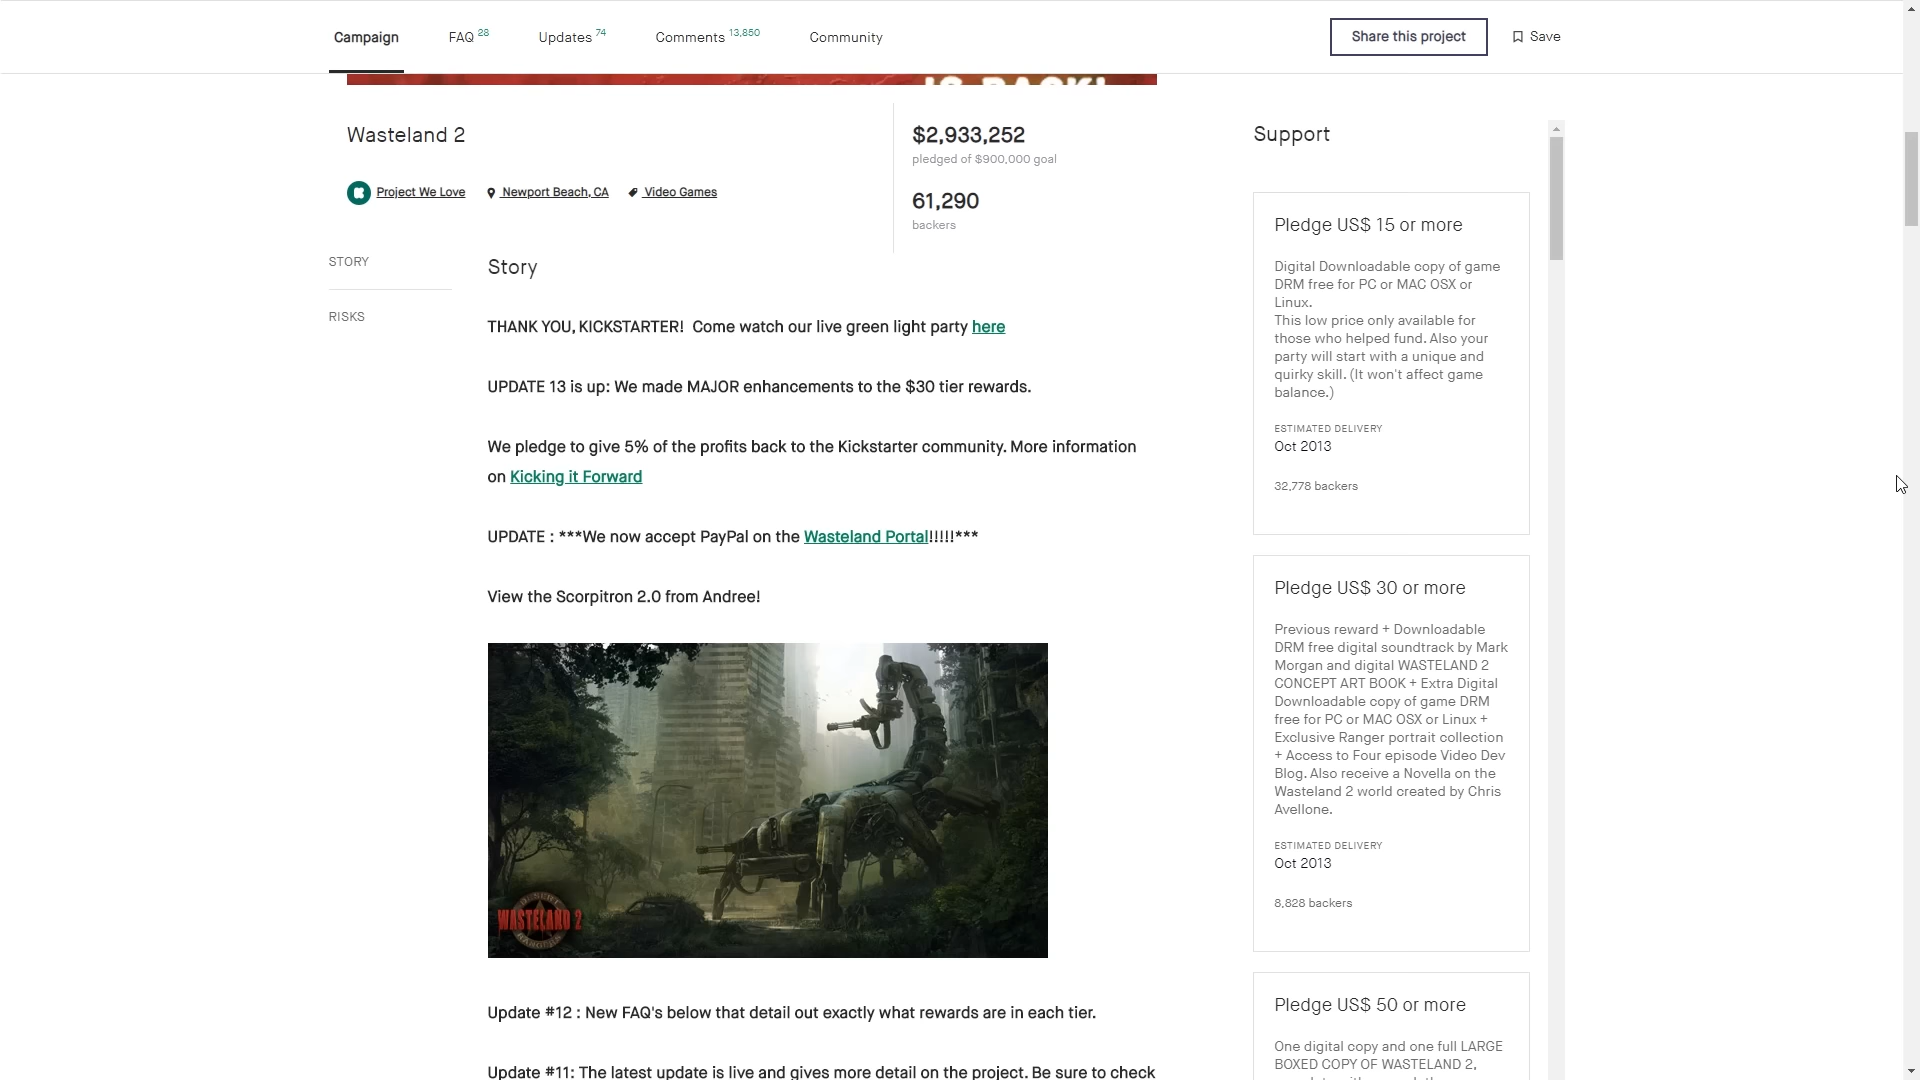 Campaign
FAQ 28
Updates 74
Comments 13,850
Community
Share this project
Save
IS BACK!
Wasteland 2
Project We Love
Newport Beach, CA
Video Games
$2,933,252
pledged of $900,000 goal
61,290
backers
STORY
RISKS
Story
THANK YOU, KICKSTARTER!  Come watch our live green light party here
UPDATE 13 is up: We made MAJOR enhancements to the $30 tier rewards.
We pledge to give 5% of the profits back to the Kickstarter community. More information
on Kicking it Forward
UPDATE : ***We now accept PayPal on the Wasteland Portal!!!!!***
View the Scorpitron 2.0 from Andree!
DESERT
WASTELAND 2
RANGERS
Update #12 : New FAQ's below that detail out exactly what rewards are in each tier.
Update #11: The latest update is live and gives more detail on the project. Be sure to check
Support
Pledge US$ 15 or more
Digital Downloadable copy of game
DRM free for PC or MAC OSX or
Linux.
This low price only available for
those who helped fund. Also your
party will start with a unique and
quirky skill. (It won't affect game
balance.)
ESTIMATED DELIVERY
Oct 2013
32,778 backers
Pledge US$ 30 or more
Previous reward + Downloadable
DRM free digital soundtrack by Mark
Morgan and digital WASTELAND 2
CONCEPT ART BOOK + Extra Digital
Downloadable copy of game DRM
free for PC or MAC OSX or Linux +
Exclusive Ranger portrait collection
+ Access to Four episode Video Dev
Blog. Also receive a Novella on the
Wasteland 2 world created by Chris
Avellone.
ESTIMATED DELIVERY
Oct 2013
8,828 backers
Pledge US$ 50 or more
One digital copy and one full LARGE
BOXED COPY OF WASTELAND 2,